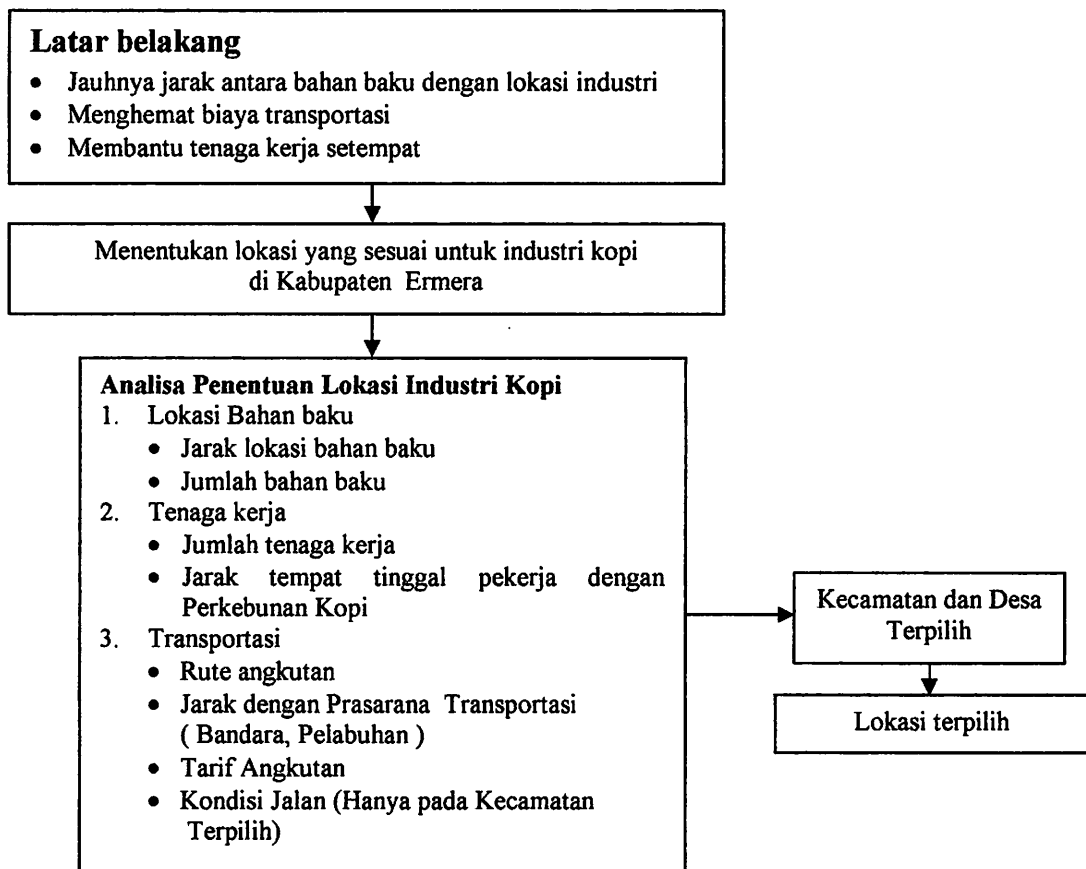 Latar belakang
• Jauhnya jarak antara bahan baku dengan lokasi industri
• Menghemat biaya transportasi
• Membantu tenaga kerja setempat
Menentukan lokasi yang sesuai untuk industri kopi
di Kabupaten Ermera
Analisa Penentuan Lokasi Industri Kopi
1. Lokasi Bahan baku
• Jarak lokasi bahan baku
• Jumlah bahan baku
2. Tenaga kerja
• Jumlah tenaga kerja
• Jarak tempat tinggal pekerja dengan
Perkebunan Kopi
3. Transportasi
• Rute angkutan
• Jarak dengan Prasarana Transportasi
( Bandara, Pelabuhan )
• Tarif Angkutan
• Kondisi Jalan (Hanya pada Kecamatan
Terpilih)
Kecamatan dan Desa
Terpilih
Lokasi terpilih